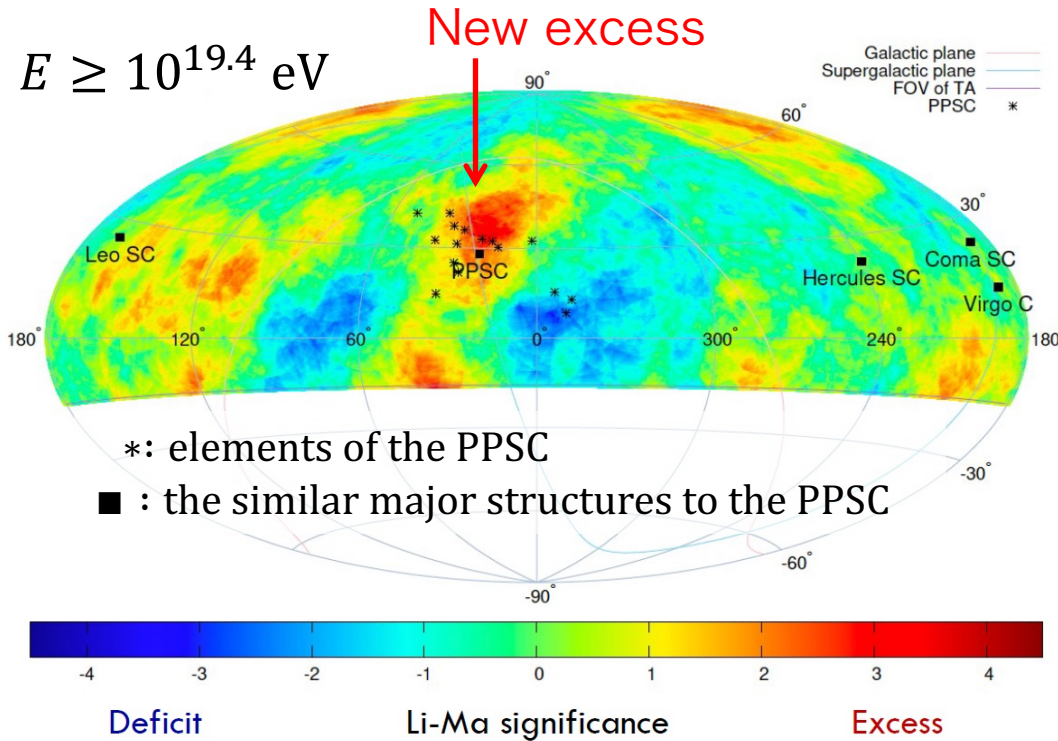 New excess
E ≥ 10^19.4 eV
Galactic plane
Supergalactic plane
FOV of TA
PPSC *
90°
60°
30°
Leo SC
PPSC
Coma SC
Hercules SC
Virgo C
180° 120° 60° 0° 300° 240° 180
-30°
*: elements of the PPSC
■ : the similar major structures to the PPSC
-60°
-90°
-4 -3 -2 -1 0 1 2 3 4
Deficit Li-Ma significance Excess